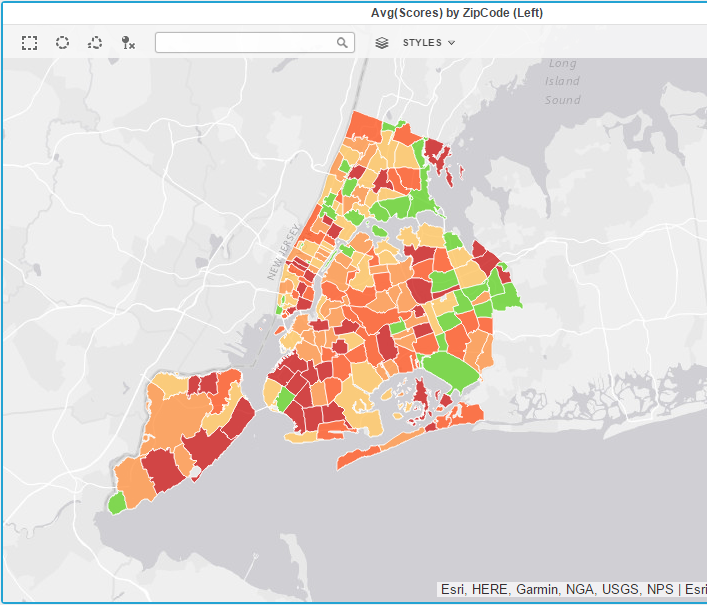 Avg(Scores) by ZipCode (Left)
STYLES
Long
Island
Sound
NEW JERSEY
Esri, HERE, Garmin, NGA, USGS, NPS | Esri